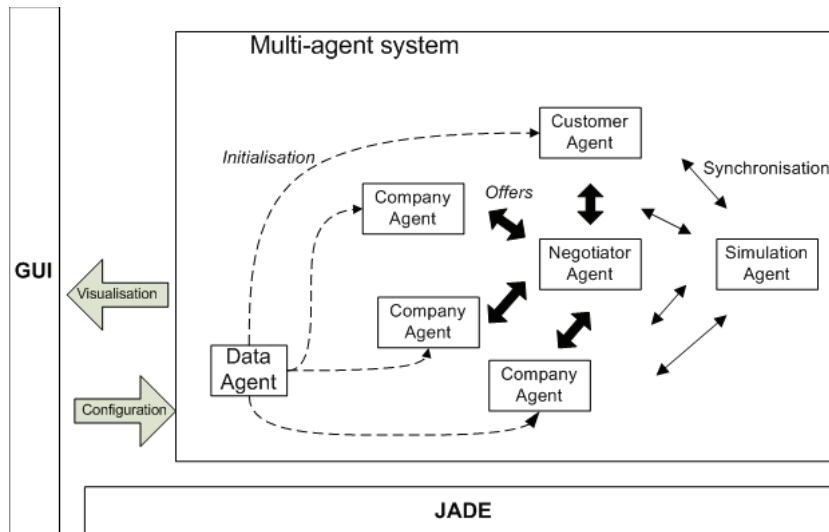 Multi-agent system
Customer
Agent
Initialisation
Synchronisation
Company
Agent
Offers
GUI
Negotiator
Agent
Simulation
Agent
Visualisation
Company
Agent
Data
Agent
Company
Agent
Configuration
JADE